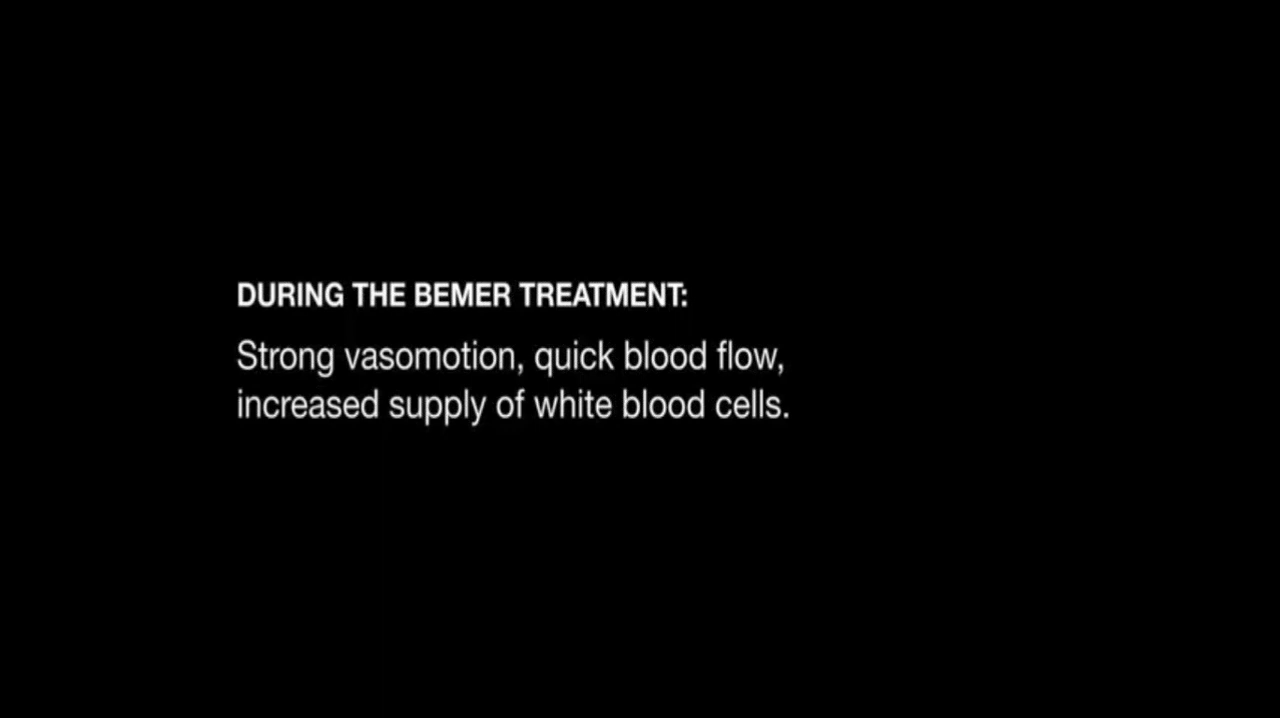 DURING THE BEMER TREATMENT:
Strong vasomotion, quick blood flow,
increased supply of white blood cells.